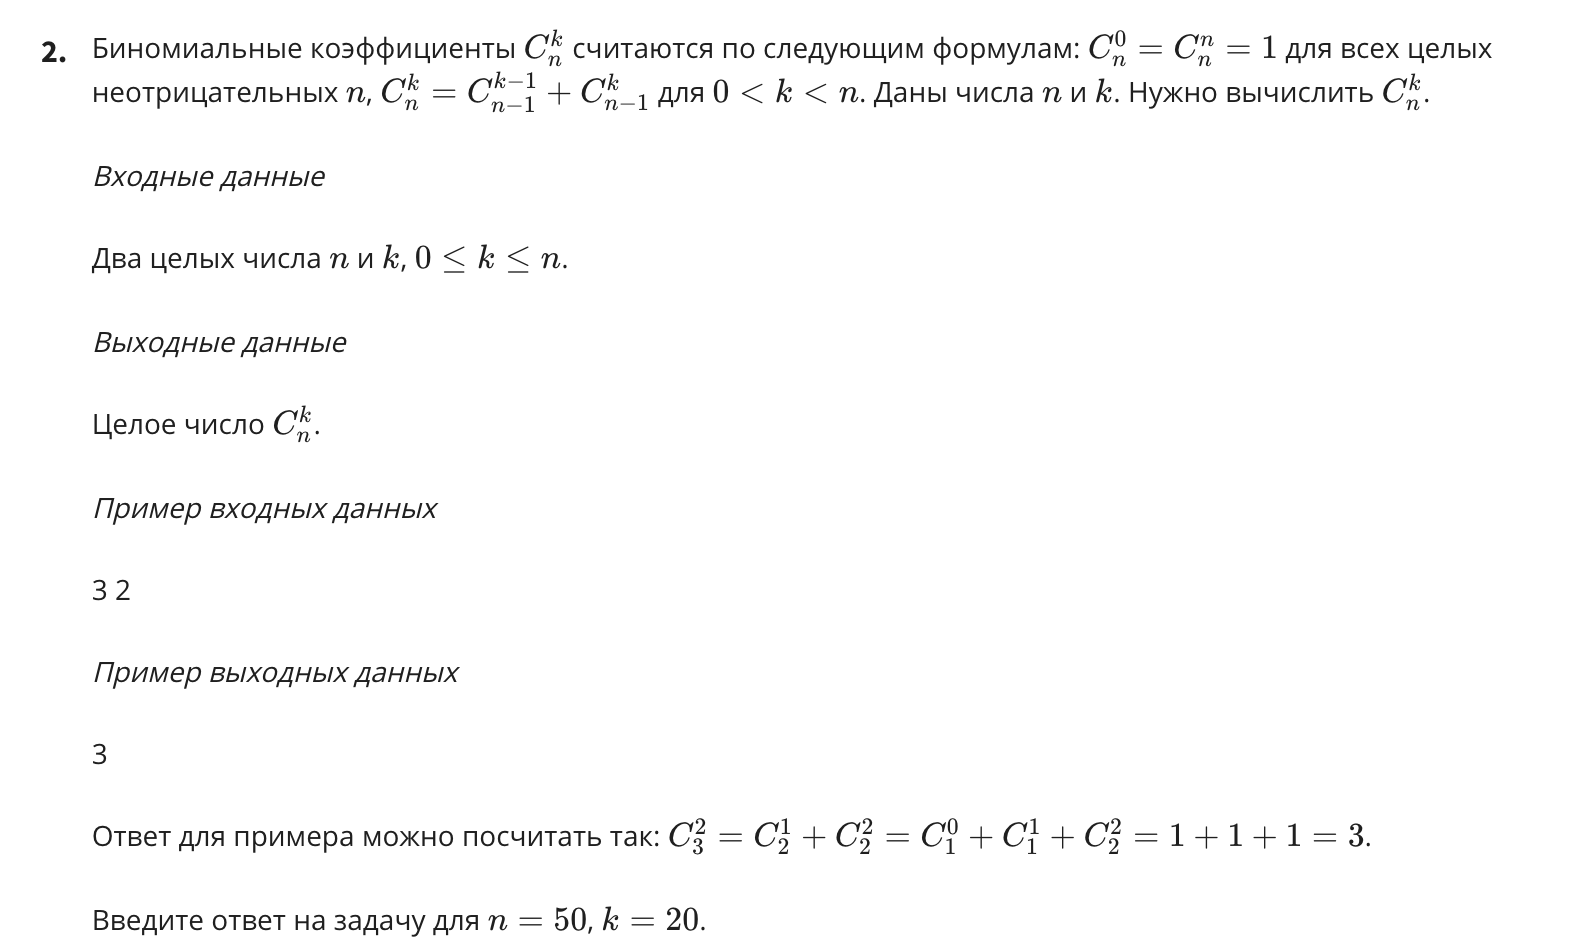 2. Биномиальные коэффициенты $C_n^k$ считаются по следующим формулам: $C_n^0 = C_n^n = 1$ для всех целых
неотрицательных $n$, $C_n^k = C_{n-1}^{k-1} + C_{n-1}^k$ для $0 < k < n$. Даны числа $n$ и $k$. Нужно вычислить $C_n^k$.
Входные данные
Два целых числа $n$ и $k$, $0 \leq k \leq n$.
Выходные данные
Целое число $C_n^k$.
Пример входных данных
3 2
Пример выходных данных
3
Ответ для примера можно посчитать так: $C_3^2 = C_2^1 + C_2^2 = C_1^0 + C_1^1 + C_2^2 = 1 + 1 + 1 = 3$.
Введите ответ на задачу для $n = 50$, $k = 20$.